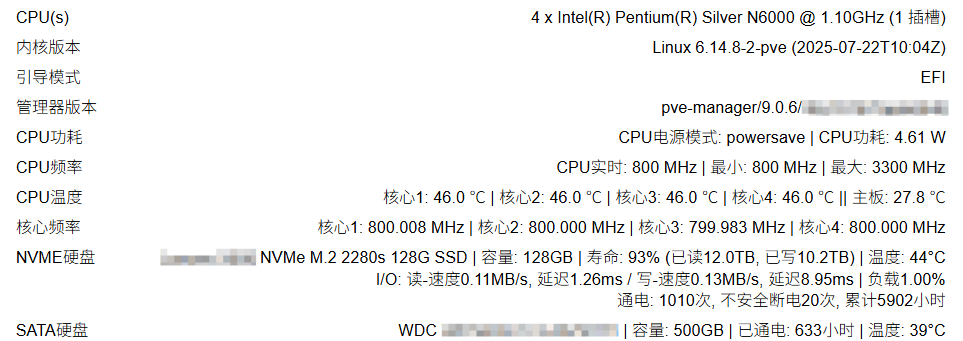 CPU(s) 4 x Intel(R) Pentium(R) Silver N6000 @ 1.10GHz (1 插槽)
内核版本 Linux 6.14.8-2-pve (2025-07-22T10:04Z)
引导模式 EFI
管理器版本 pve-manager/9.0.6/
CPU功耗 CPU电源模式: powersave | CPU功耗: 4.61 W
CPU频率 CPU实时: 800 MHz | 最小: 800 MHz | 最大: 3300 MHz
CPU温度 核心1: 46.0 ℃ | 核心2: 46.0 ℃ | 核心3: 46.0 ℃ | 核心4: 46.0 ℃ || 主板: 27.8 ℃
核心频率 核心1: 800.008 MHz | 核心2: 800.000 MHz | 核心3: 799.983 MHz | 核心4: 800.000 MHz
NVME硬盘 NVMe M.2 2280s 128G SSD | 容量: 128GB | 寿命: 93% (已读12.0TB, 已写10.2TB) | 温度: 44°C
I/O: 读-速度0.11MB/s, 延迟1.26ms / 写-速度0.13MB/s, 延迟8.95ms | 负载1.00%
通电: 1010次, 不安全断电20次, 累计5902小时
SATA硬盘 WDC | 容量: 500GB | 已通电: 633小时 | 温度: 39°C